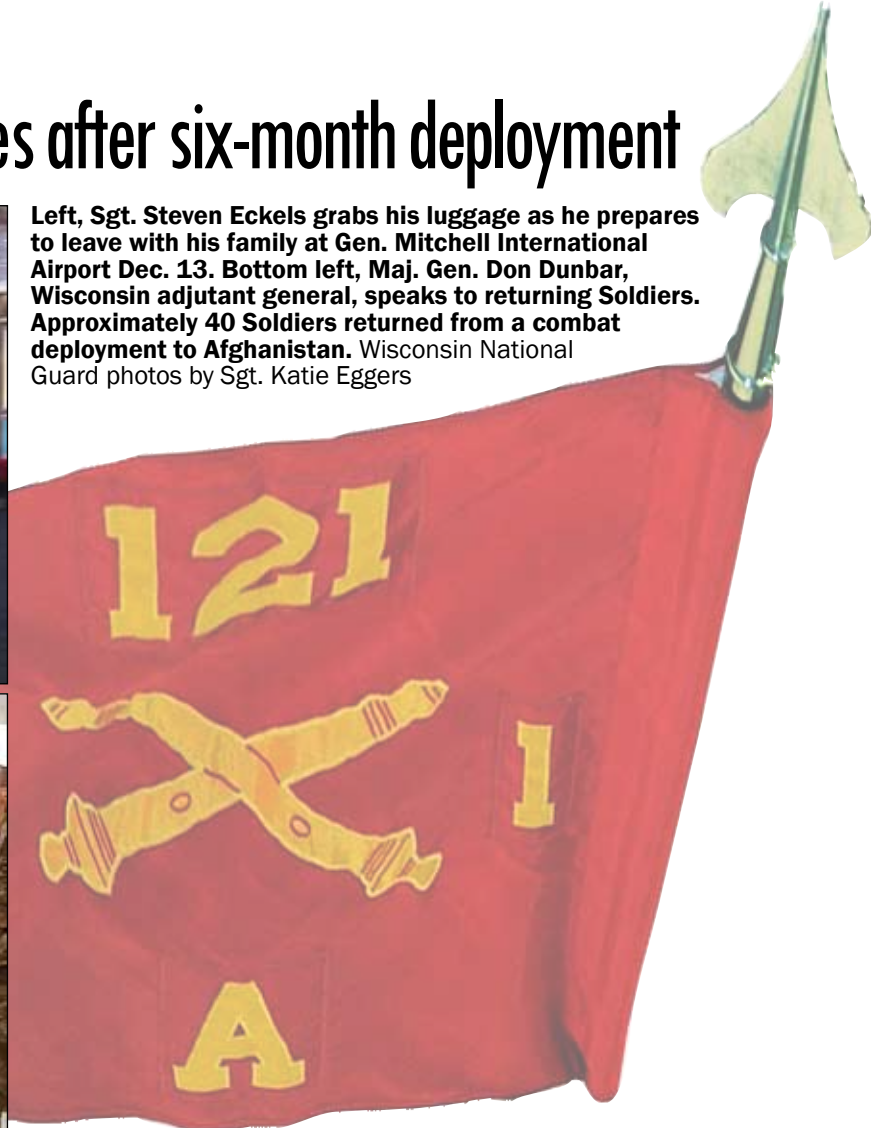 es after six-month deployment
Left, Sgt. Steven Eckels grabs his luggage as he prepares
to leave with his family at Gen. Mitchell International
Airport Dec. 13. Bottom left, Maj. Gen. Don Dunbar,
Wisconsin adjutant general, speaks to returning Soldiers.
Approximately 40 Soldiers returned from a combat
deployment to Afghanistan. Wisconsin National
Guard photos by Sgt. Katie Eggers
121
1
A